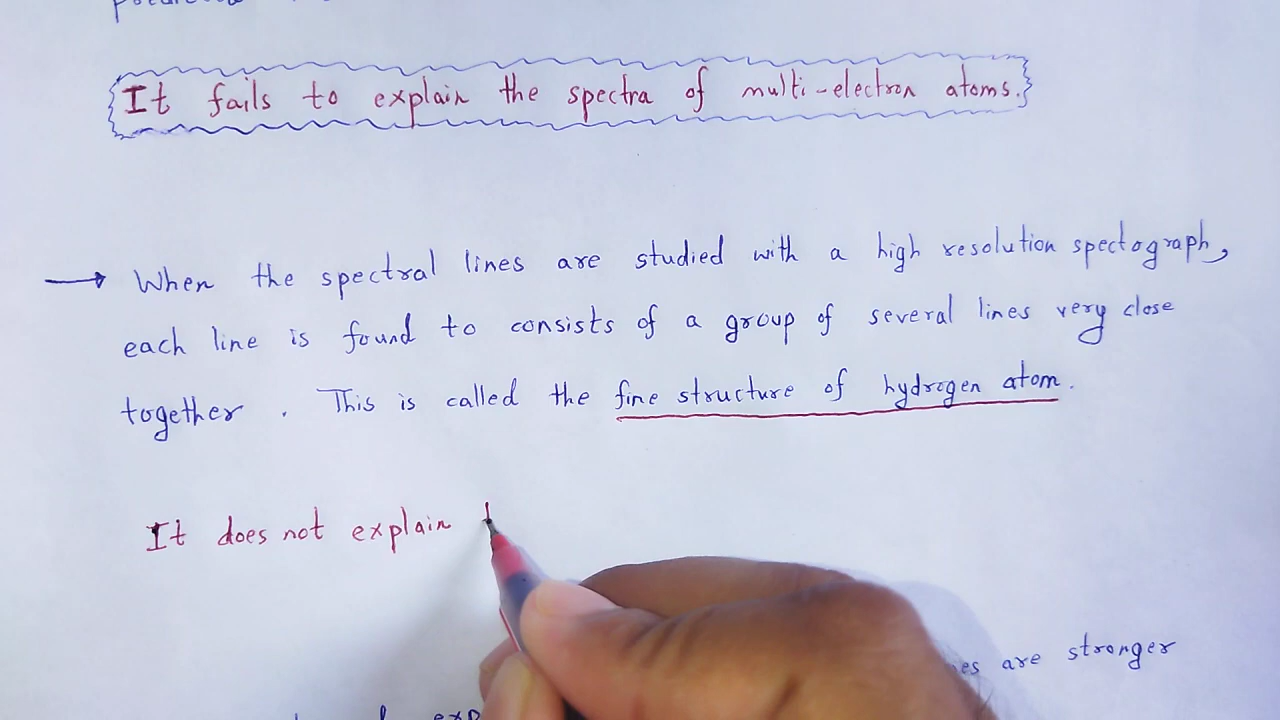 It fails to explain the spectra of multi-electron atoms.
→ When the spectral lines are studied with a high resolution spectograph,
each line is found to consists of a group of several lines very close
together. This is called the fine structure of hydrogen atom.
It does not explain
are stronger